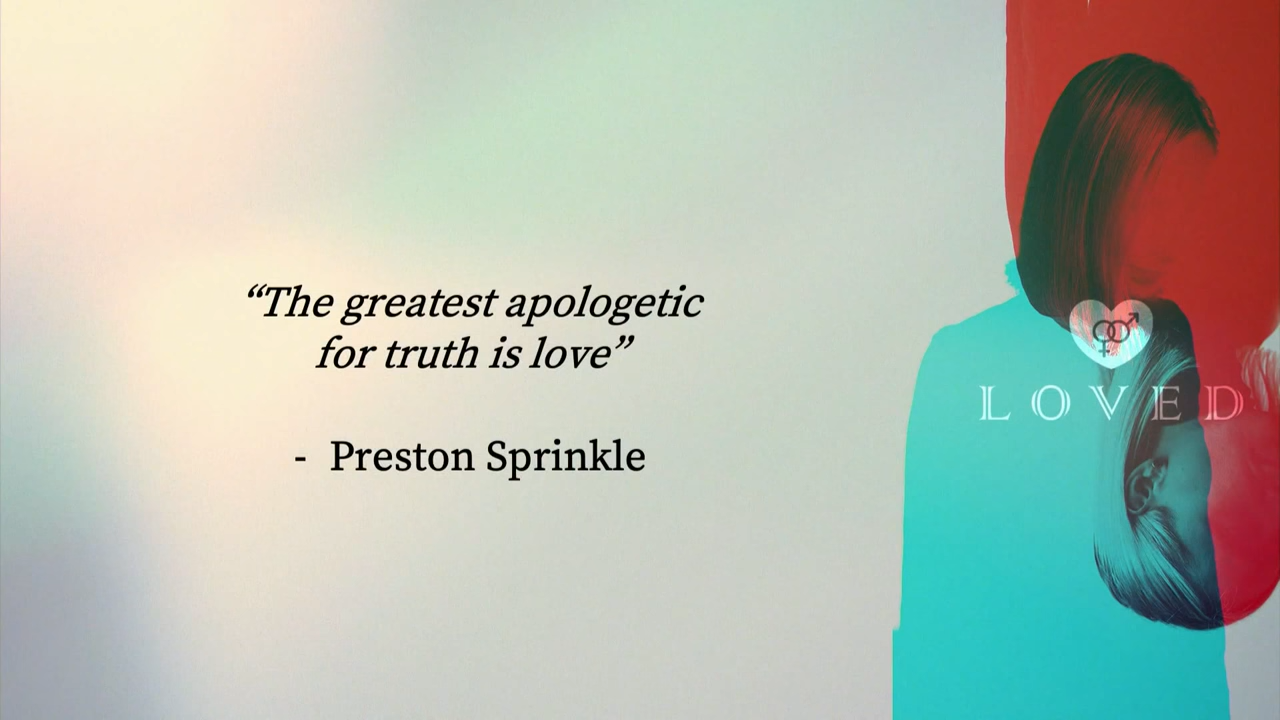 “The greatest apologetic
for truth is love”
- Preston Sprinkle
LOVED